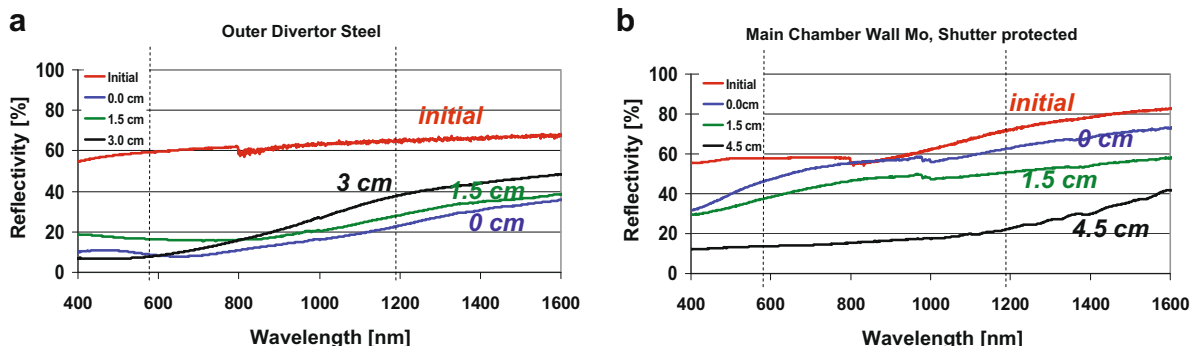 a
Outer Divertor Steel
Reflectivity [%]
100
80
60
40
20
0
Initial
0.0 cm
1.5 cm
3.0 cm
initial
3 cm
1.5 cm
0 cm
400 600 800 1000 1200 1400 1600
Wavelength [nm]
b
Main Chamber Wall Mo, Shutter protected
Reflectivity [%]
100
80
60
40
20
0
Initial
0.0cm
1.5 cm
4.5 cm
initial
0 cm
1.5 cm
4.5 cm
400 600 800 1000 1200 1400 1600
Wavelength [nm]